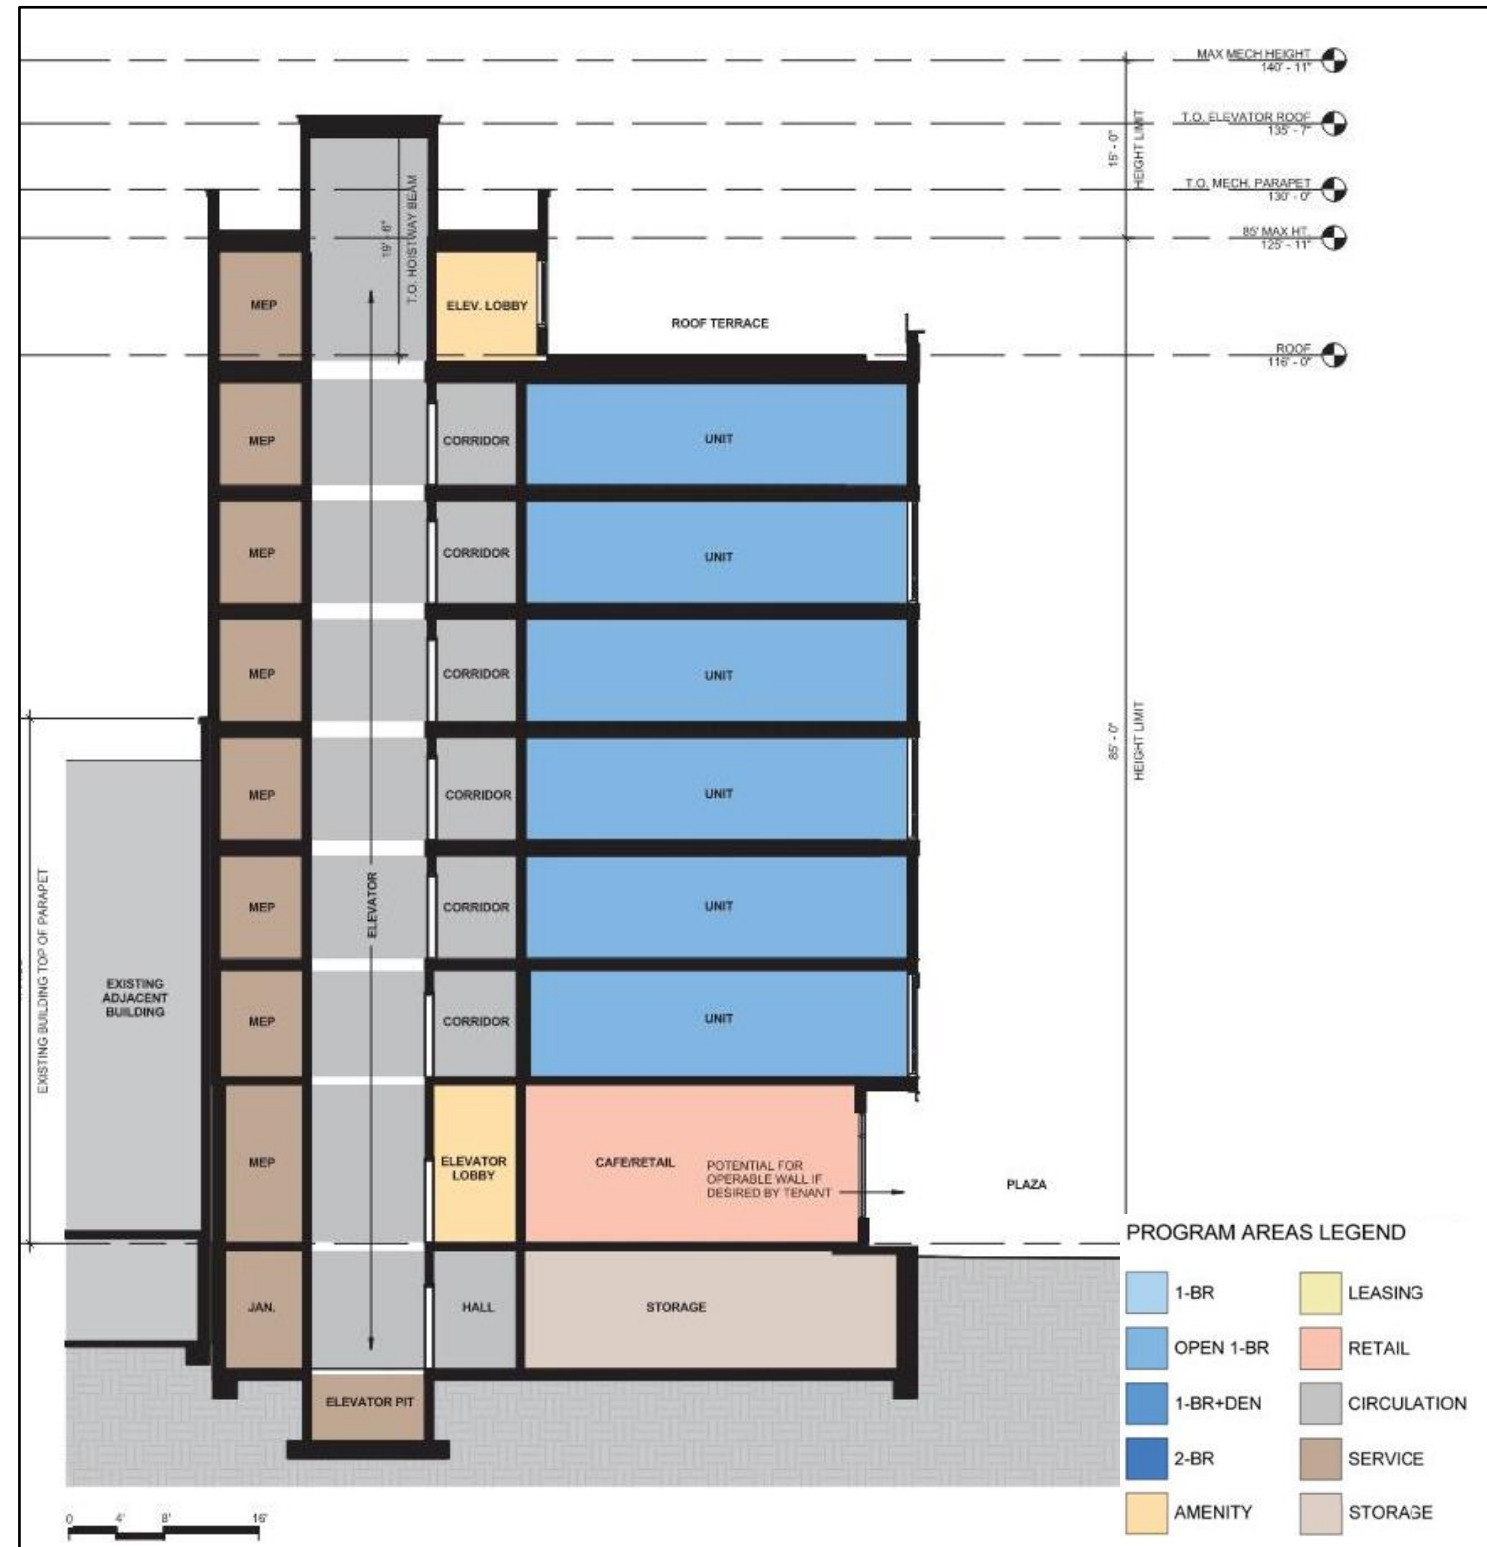 MAX MECH HEIGHT
140' - 11"
T.O. ELEVATOR ROOF
135' - 7"
15' - 0"
HEIGHT LIMIT
T.O. MECH. PARAPET
130' - 0"
85' MAX HT.
125' - 11"
19' - 6"
T.O. HOISTWAY BEAM
MEP
ELEV. LOBBY
ROOF TERRACE
ROOF
116' - 0"
MEP
CORRIDOR
UNIT
MEP
CORRIDOR
UNIT
MEP
CORRIDOR
UNIT
MEP
CORRIDOR
UNIT
85' - 0"
HEIGHT LIMIT
MEP
ELEVATOR
CORRIDOR
UNIT
EXISTING BUILDING TOP OF PARAPET
EXISTING
ADJACENT
BUILDING
MEP
CORRIDOR
UNIT
MEP
ELEVATOR
LOBBY
CAFE/RETAIL
POTENTIAL FOR
OPERABLE WALL IF
DESIRED BY TENANT
PLAZA
JAN.
HALL
STORAGE
ELEVATOR PIT
PROGRAM AREAS LEGEND
1-BR
OPEN 1-BR
1-BR+DEN
2-BR
AMENITY
LEASING
RETAIL
CIRCULATION
SERVICE
STORAGE
0 4' 8' 16'